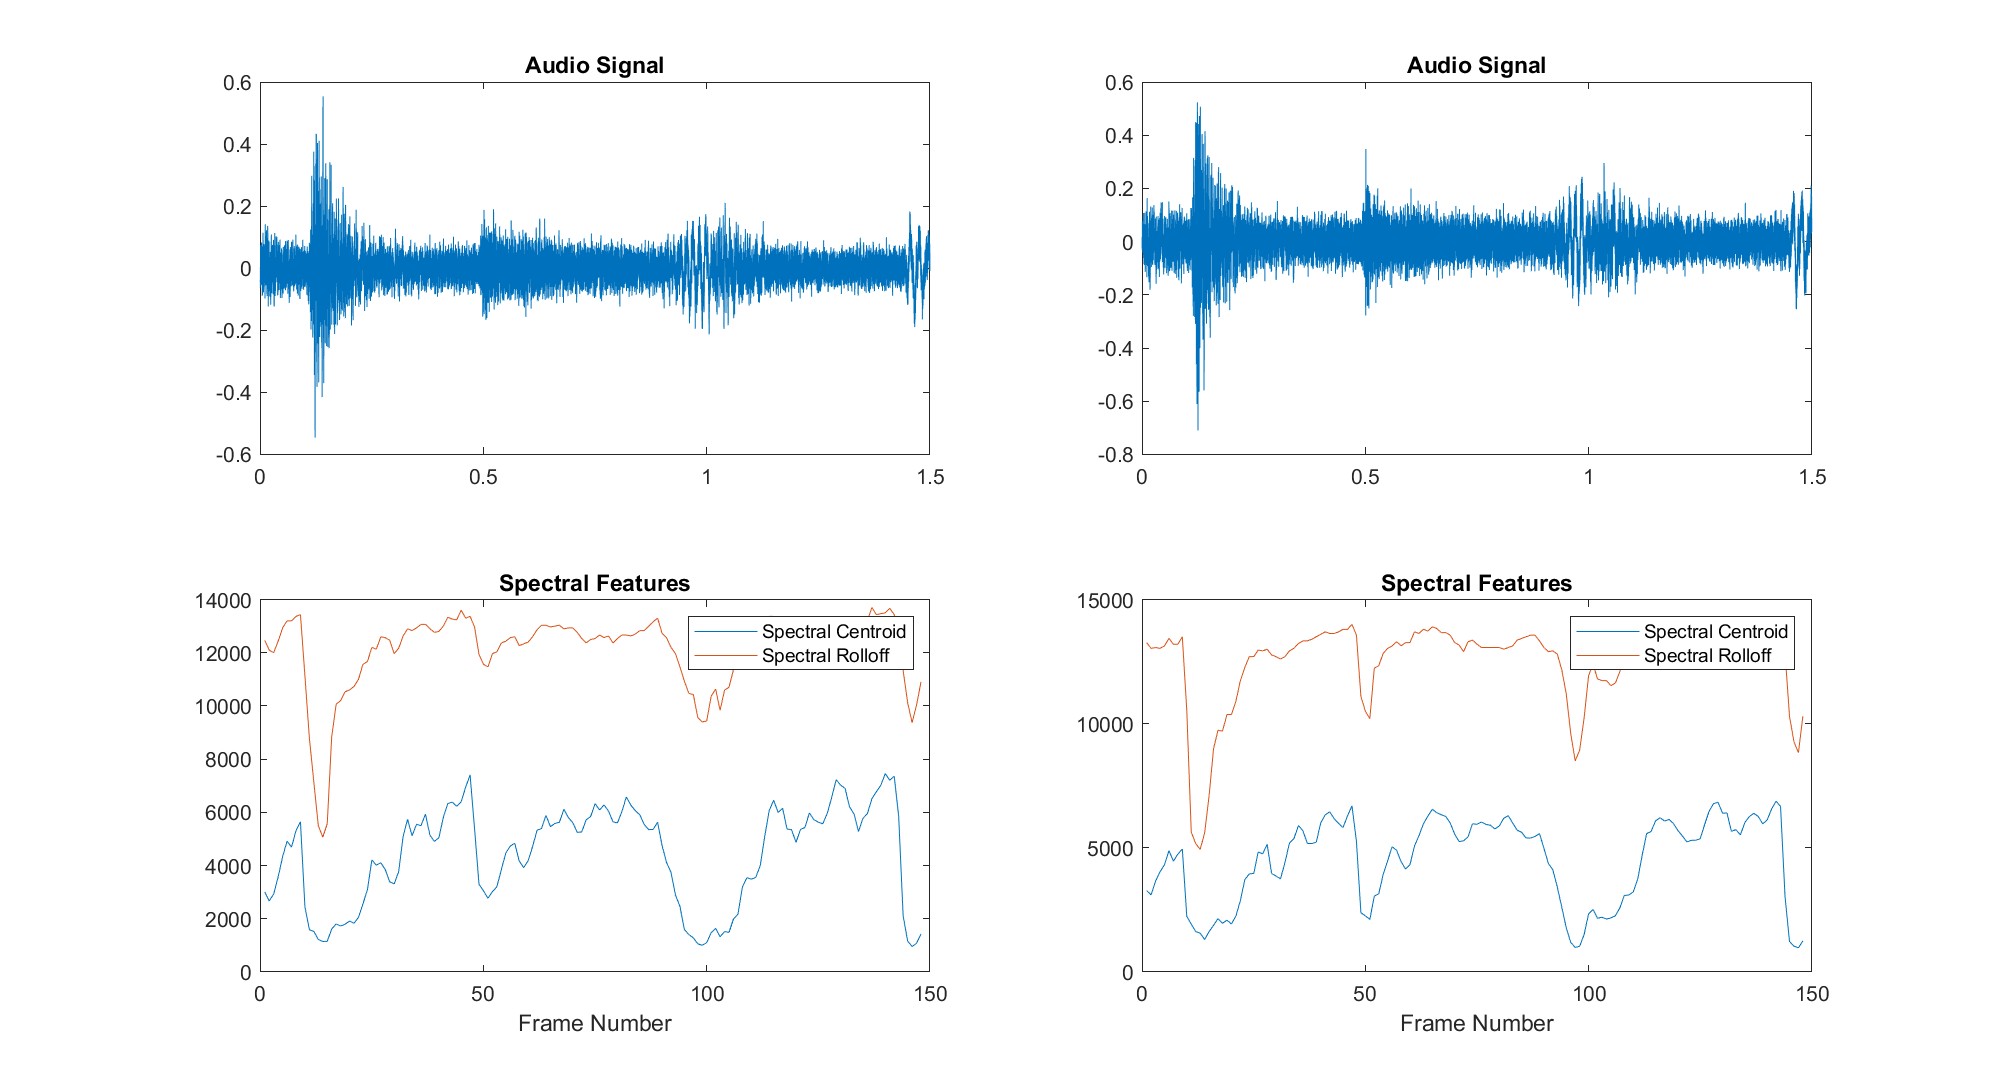 Audio Signal
0.6
0.4
0.2
0
-0.2
-0.4
-0.6
0 0.5 1 1.5
Audio Signal
0.6
0.4
0.2
0
-0.2
-0.4
-0.6
-0.8
0 0.5 1 1.5
Spectral Features
14000
12000
10000
8000
6000
4000
2000
0
Spectral Centroid
Spectral Rolloff
0 50 100 150
Frame Number
Spectral Features
15000
10000
5000
0
Spectral Centroid
Spectral Rolloff
0 50 100 150
Frame Number